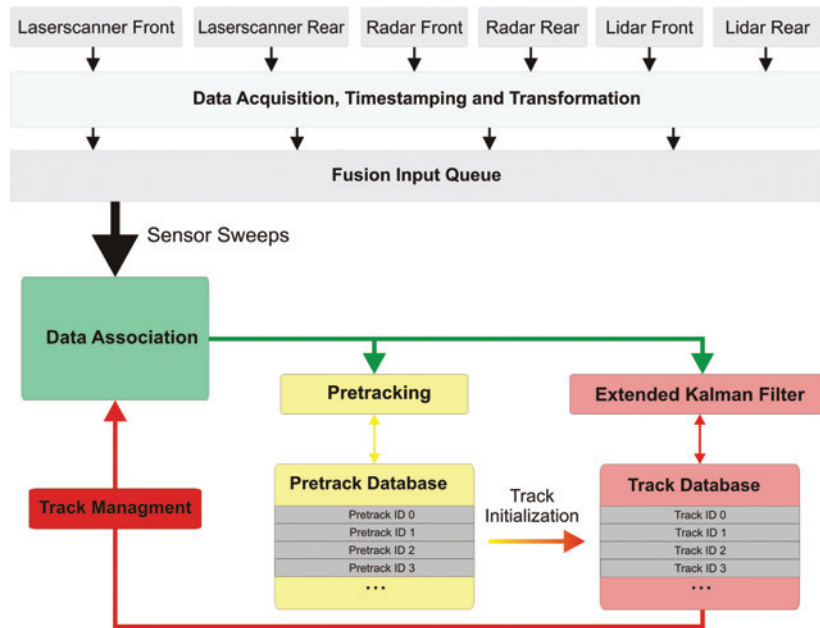 Laserscanner Front
Laserscanner Rear
Radar Front
Radar Rear
Lidar Front
Lidar Rear
Data Acquisition, Timestamping and Transformation
Fusion Input Queue
Sensor Sweeps
Data Association
Pretracking
Extended Kalman Filter
Track Managment
Pretrack Database
Pretrack ID 0
Pretrack ID 1
Pretrack ID 2
Pretrack ID 3
...
Track
Initialization
Track Database
Track ID 0
Track ID 1
Track ID 2
Track ID 3
...